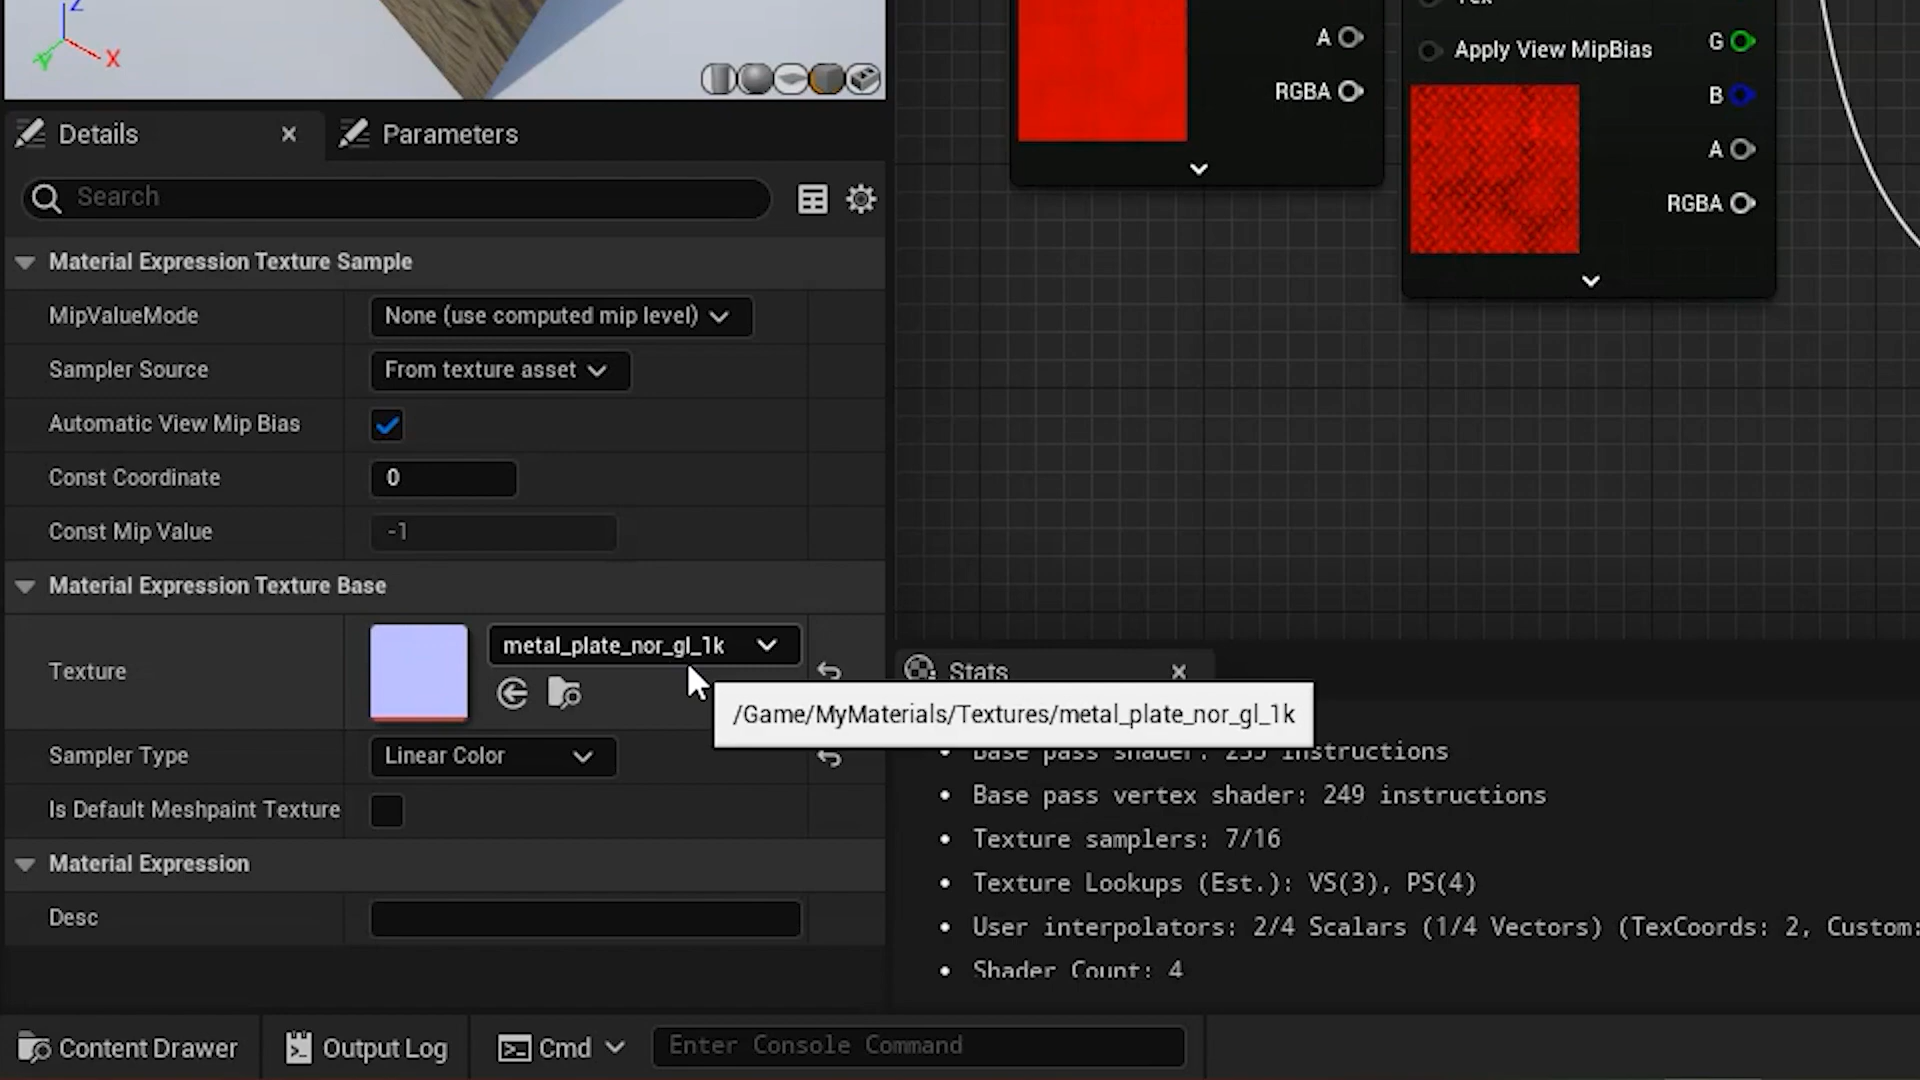 Z
Y
X
Details
Parameters
Search
Material Expression Texture Sample
MipValueMode
None (use computed mip level)
Sampler Source
From texture asset
Automatic View Mip Bias
Const Coordinate
0
Const Mip Value
-1
Material Expression Texture Base
Texture
metal_plate_nor_gl_1k
Sampler Type
Linear Color
Is Default Meshpaint Texture
Material Expression
Desc
A
RGBA
Tex
Apply View MipBias
G
B
A
RGBA
Stats
/Game/MyMaterials/Textures/metal_plate_nor_gl_1k
Base pass shader: 255 instructions
Base pass vertex shader: 249 instructions
Texture samplers: 7/16
Texture Lookups (Est.): VS(3), PS(4)
User interpolators: 2/4 Scalars (1/4 Vectors) (TexCoords: 2, Custom:
Shader Count: 4
Content Drawer
Output Log
Cmd
Enter Console Command